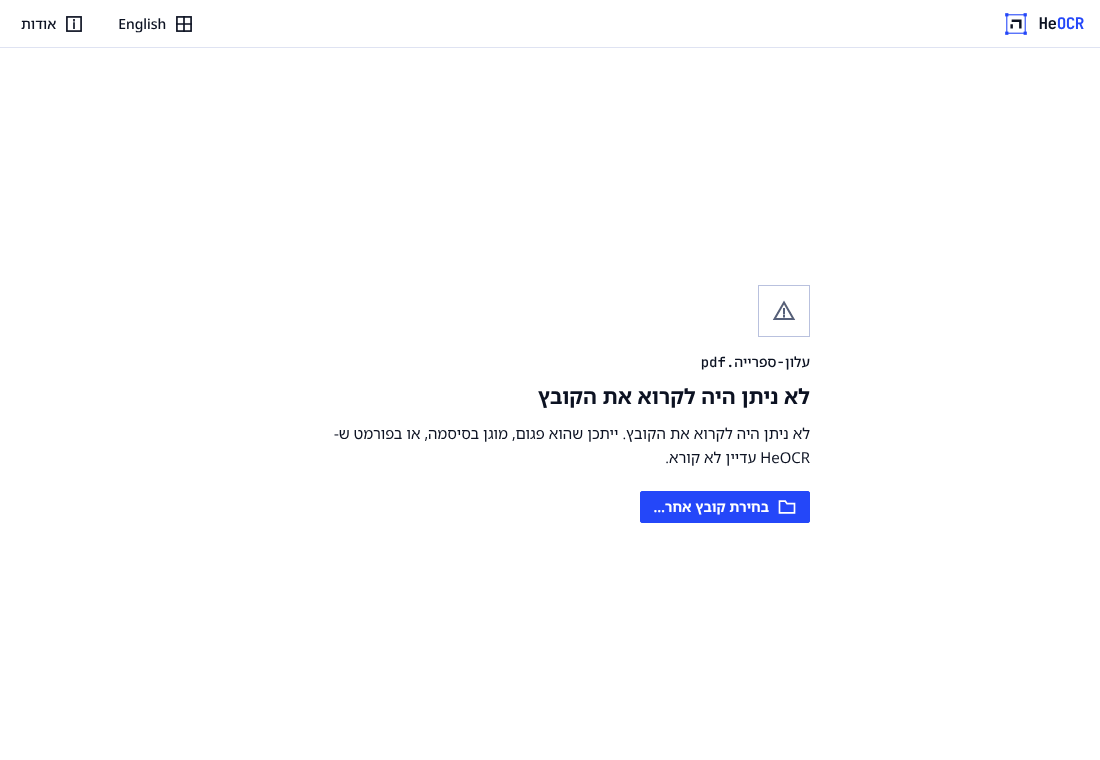 HeOCR
English
אודות
עלון-ספרייה.pdf
לא ניתן היה לקרוא את הקובץ
לא ניתן היה לקרוא את הקובץ. ייתכן שהוא פגום, מוגן בסיסמה, או בפורמט ש-
HeOCR עדיין לא קורא.
בחירת קובץ אחר...